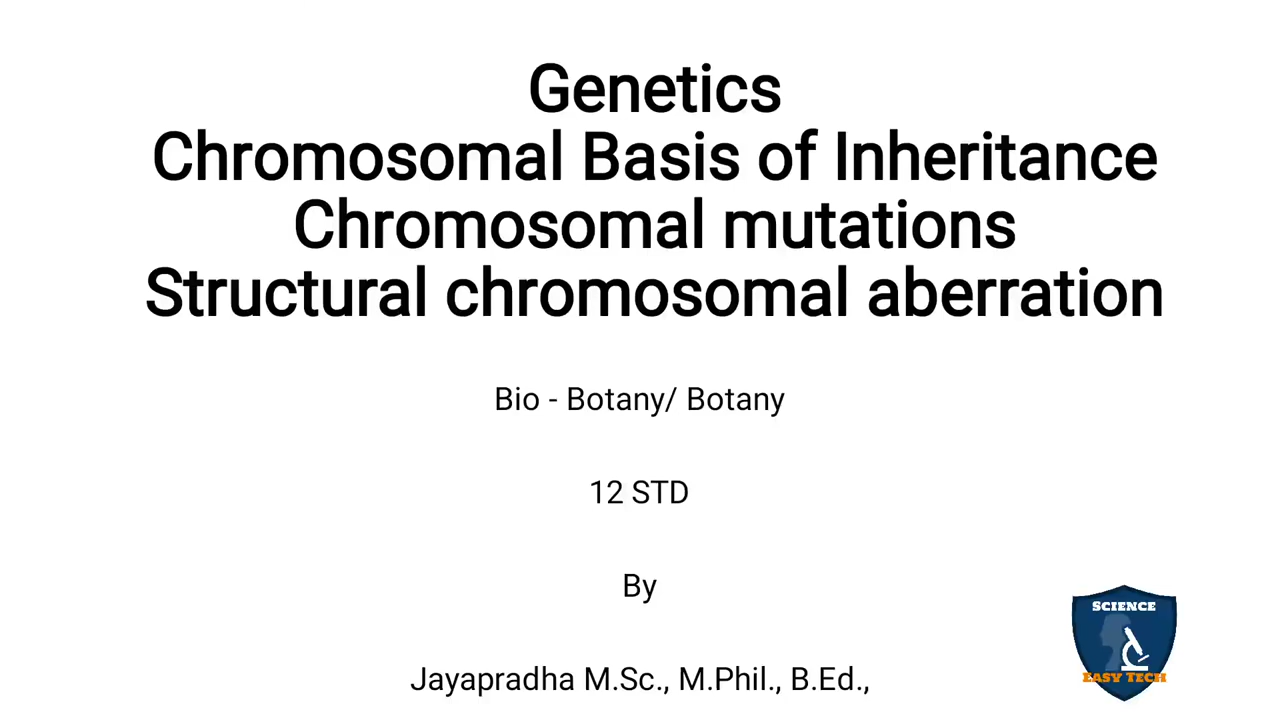 Genetics
Chromosomal Basis of Inheritance
Chromosomal mutations
Structural chromosomal aberration
Bio - Botany/ Botany
12 STD
By
Jayapradha M.Sc., M.Phil., B.Ed.,
SCIENCE
EASY TECH